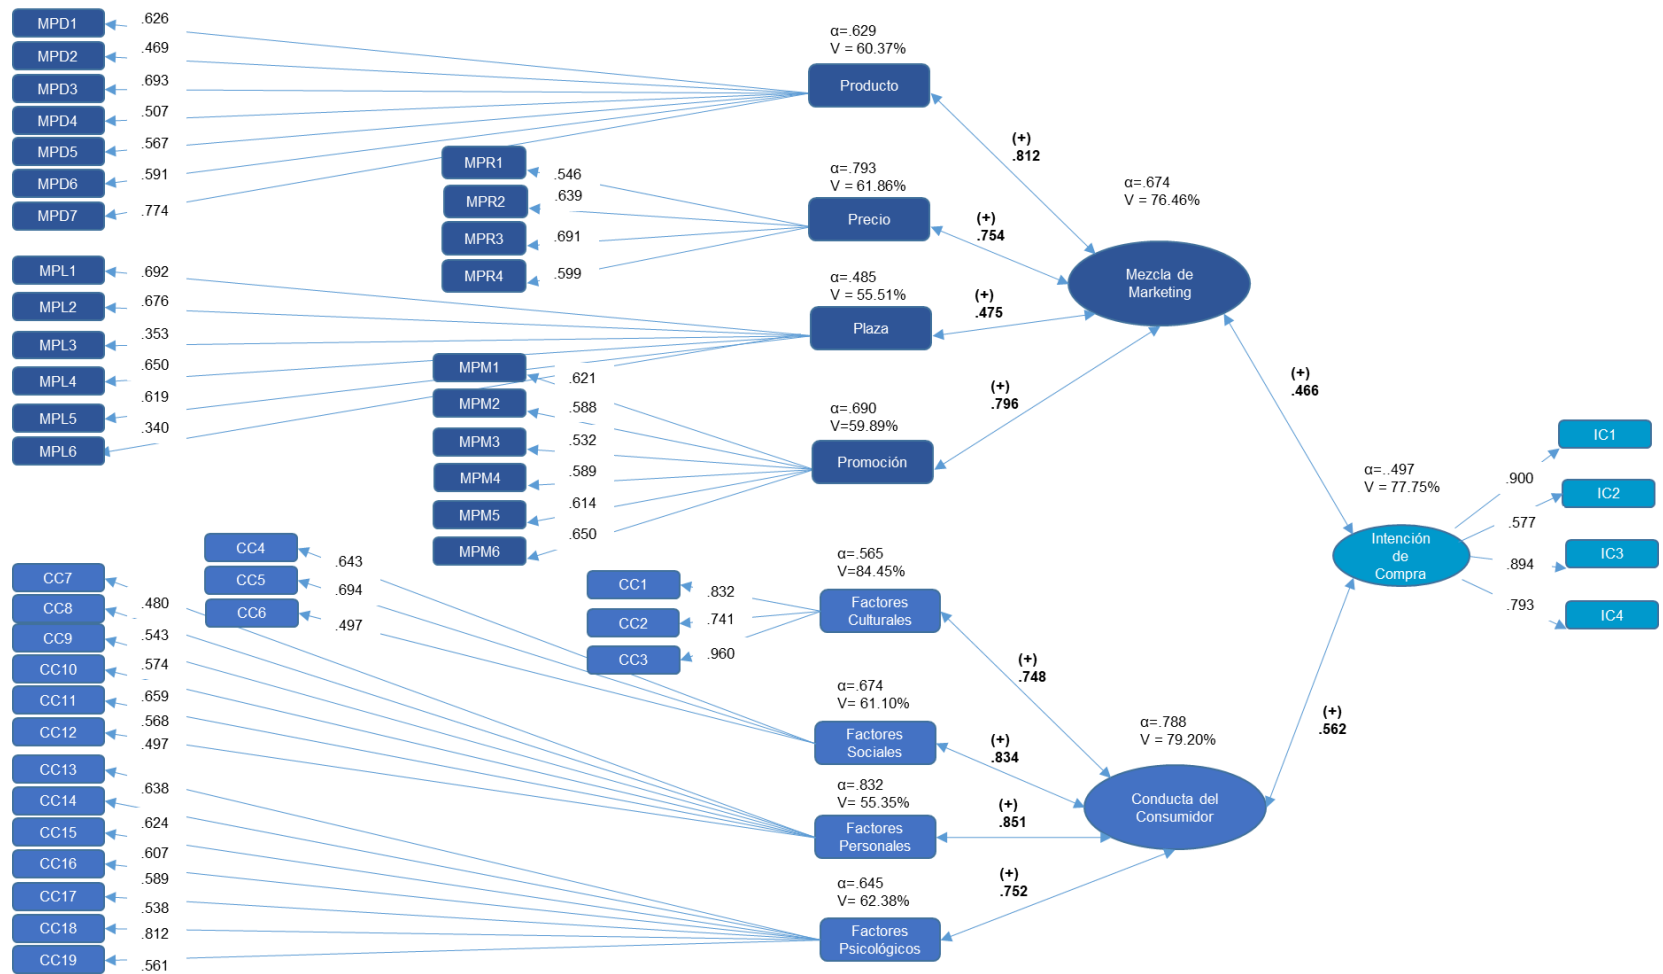 MPD1
.626
MPD2
.469
MPD3
.693
MPD4
.507
MPD5
.567
MPD6
.591
MPD7
.774
α=.629
V = 60.37%
Producto
(+)
.812
MPR1
.546
MPR2
.639
MPR3
.691
MPR4
.599
α=.793
V = 61.86%
Precio
(+)
.754
α=.674
V = 76.46%
Mezcla de
Marketing
MPL1
.692
MPL2
.676
MPL3
.353
MPL4
.650
MPL5
.619
MPL6
.340
α=.485
V = 55.51%
Plaza
(+)
.475
MPM1
.621
MPM2
.588
MPM3
.532
MPM4
.589
MPM5
.614
MPM6
.650
α=.690
V=59.89%
Promoción
(+)
.796
(+)
.466
α=..497
V = 77.75%
Intención
de
Compra
IC1
.900
IC2
.577
IC3
.894
IC4
.793
CC4
.643
CC5
.694
CC6
.497
CC1
.832
CC2
.741
CC3
.960
α=.565
V=84.45%
Factores
Culturales
(+)
.748
CC7
.480
CC8
.543
CC9
.574
CC10
.659
CC11
.568
CC12
.497
α=.674
V= 61.10%
Factores
Sociales
(+)
.834
α=.832
V= 55.35%
Factores
Personales
(+)
.851
α=.788
V = 79.20%
Conducta del
Consumidor
(+)
.562
CC13
.638
CC14
.624
CC15
.607
CC16
.589
CC17
.538
CC18
.812
CC19
.561
α=.645
V= 62.38%
Factores
Psicológicos
(+)
.752